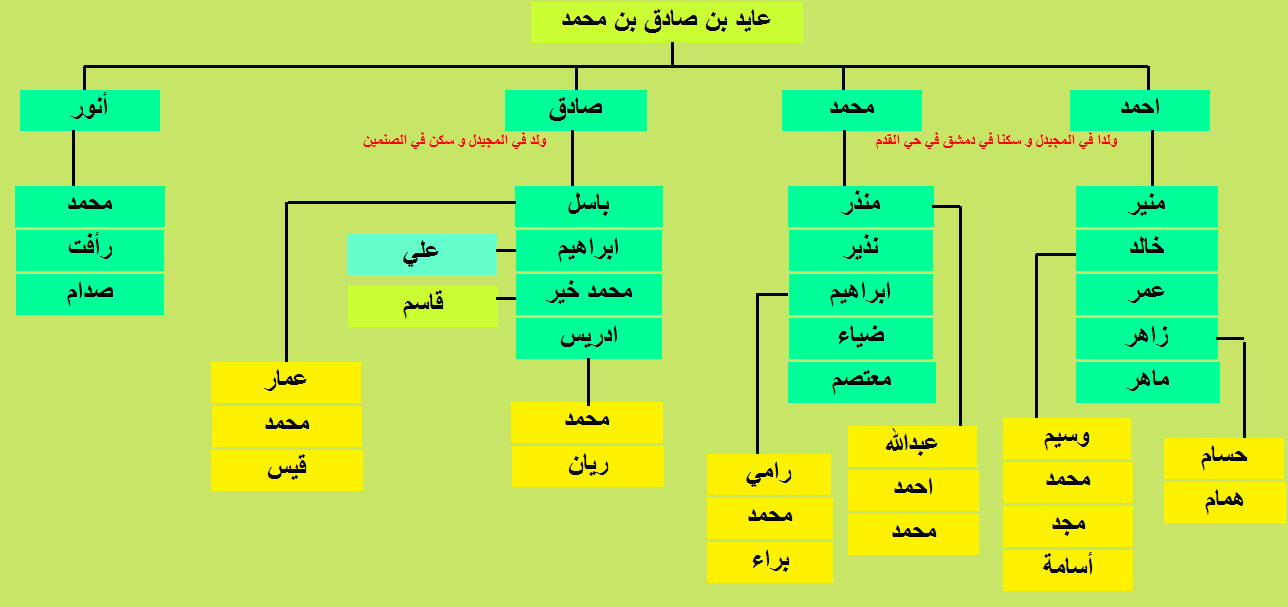 عايد بن صادق بن محمد
احمد
محمد
صادق
أنور
ولدا في المجيدل و سكنا في دمشق في حي القدم
ولد في المجيدل و سكن في الصنمين
منير
خالد
عمر
زاهر
ماهر
منذر
نذير
ابراهيم
ضياء
معتصم
باسل
ابراهيم
محمد خير
ادريس
علي
قاسم
محمد
رأفت
صدام
حسام
همام
وسيم
محمد
مجد
أسامة
عبدالله
احمد
محمد
رامي
محمد
براء
محمد
ريان
عمار
محمد
قيس